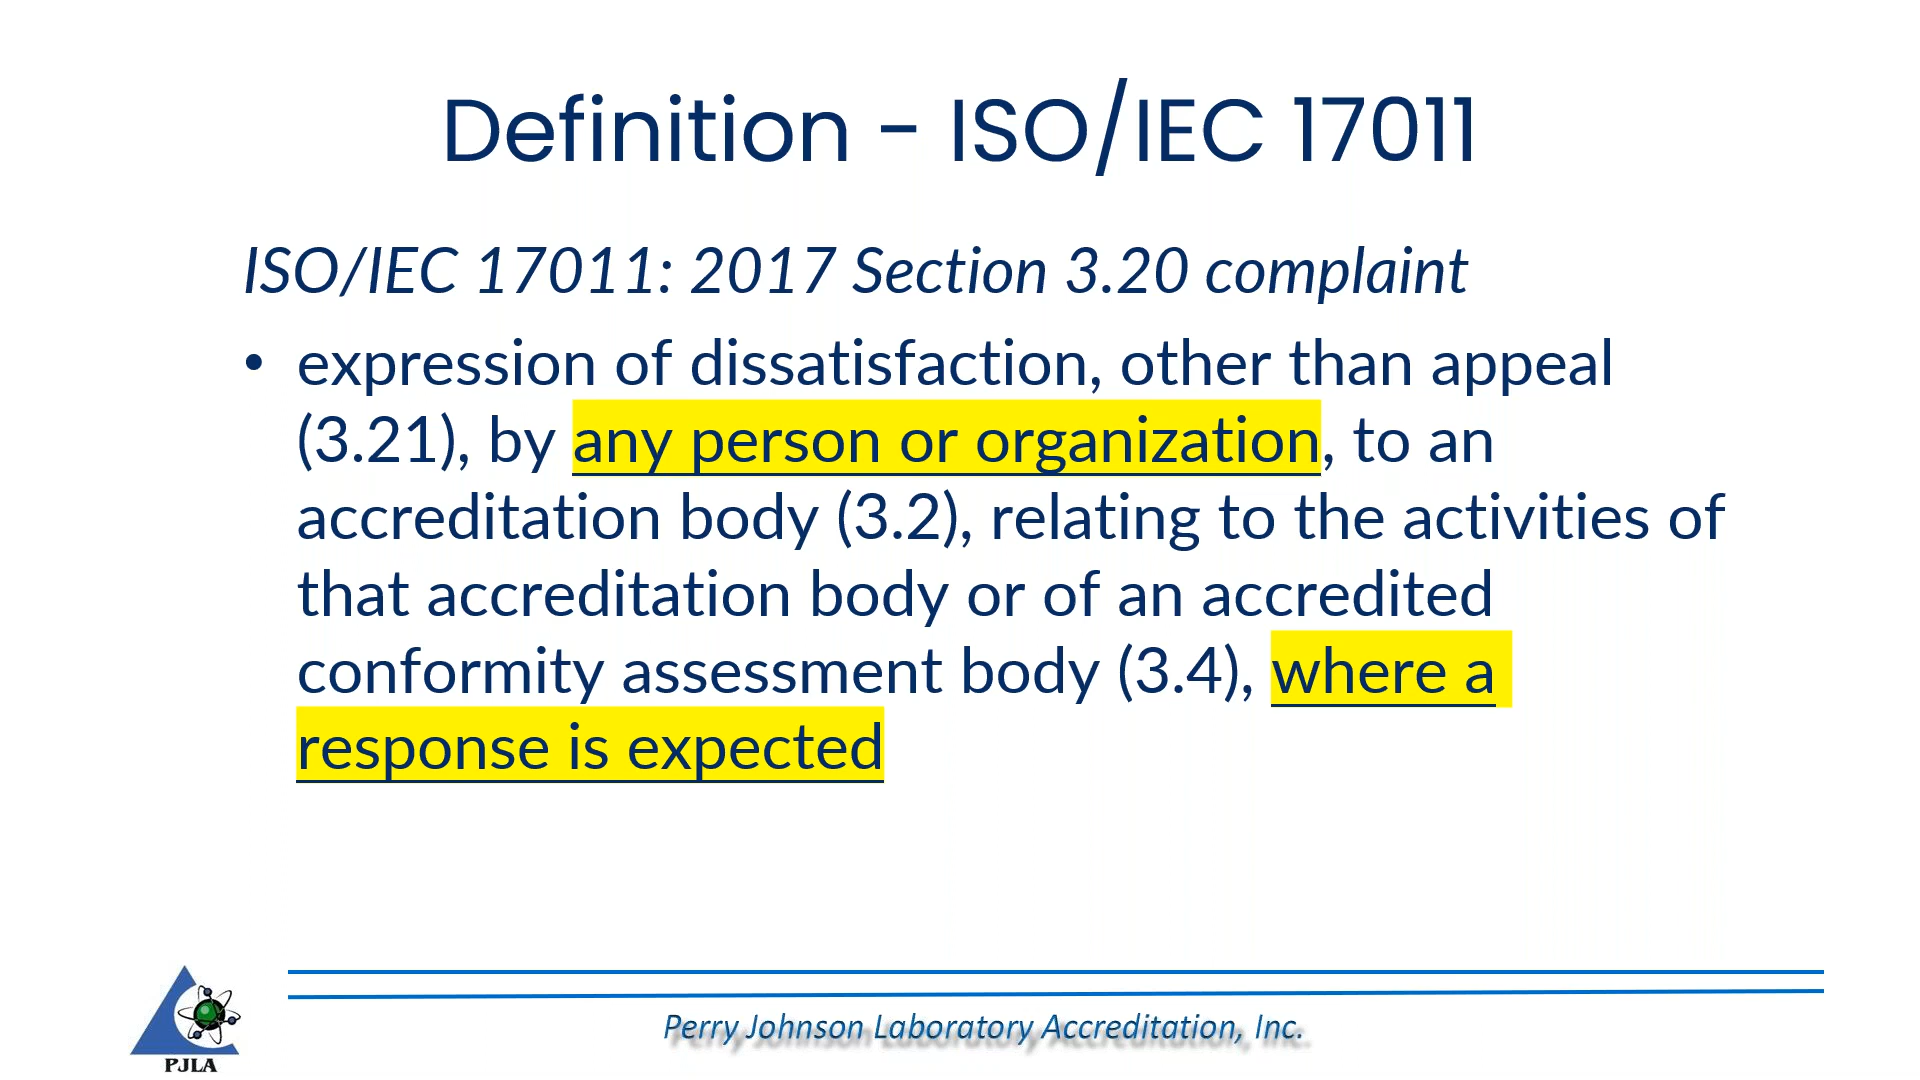 Definition - ISO/IEC 17011
ISO/IEC 17011: 2017 Section 3.20 complaint
• expression of dissatisfaction, other than appeal
(3.21), by any person or organization, to an
accreditation body (3.2), relating to the activities of
that accreditation body or of an accredited
conformity assessment body (3.4), where a
response is expected
Perry Johnson Laboratory Accreditation, Inc.
PJLA